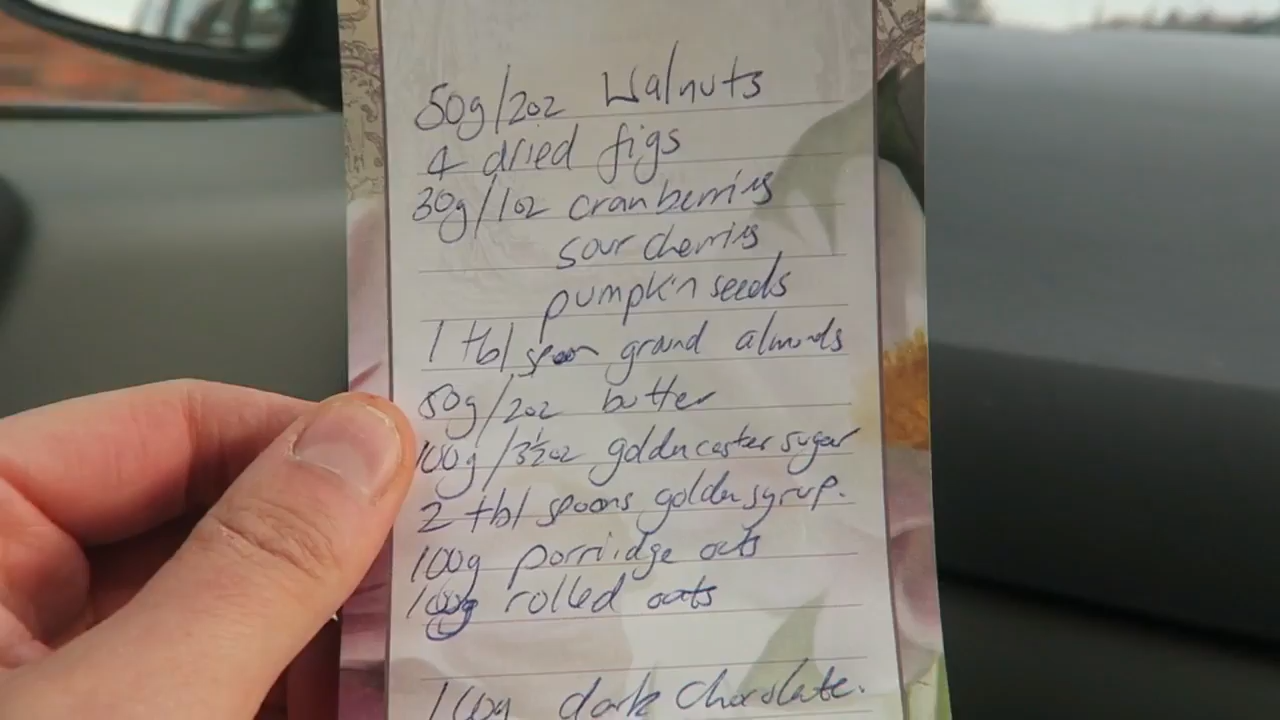 50g/2oz Walnuts
4 dried figs
30g/1oz cranberries
sour cherries
pumpkin seeds
1 tbl spoon grand almonds
50g/2oz butter
100g/3½oz golden caster sugar
2 tbl spoons golden syrup.
100g porridge oats
100g rolled oats
100g dark chocolate.